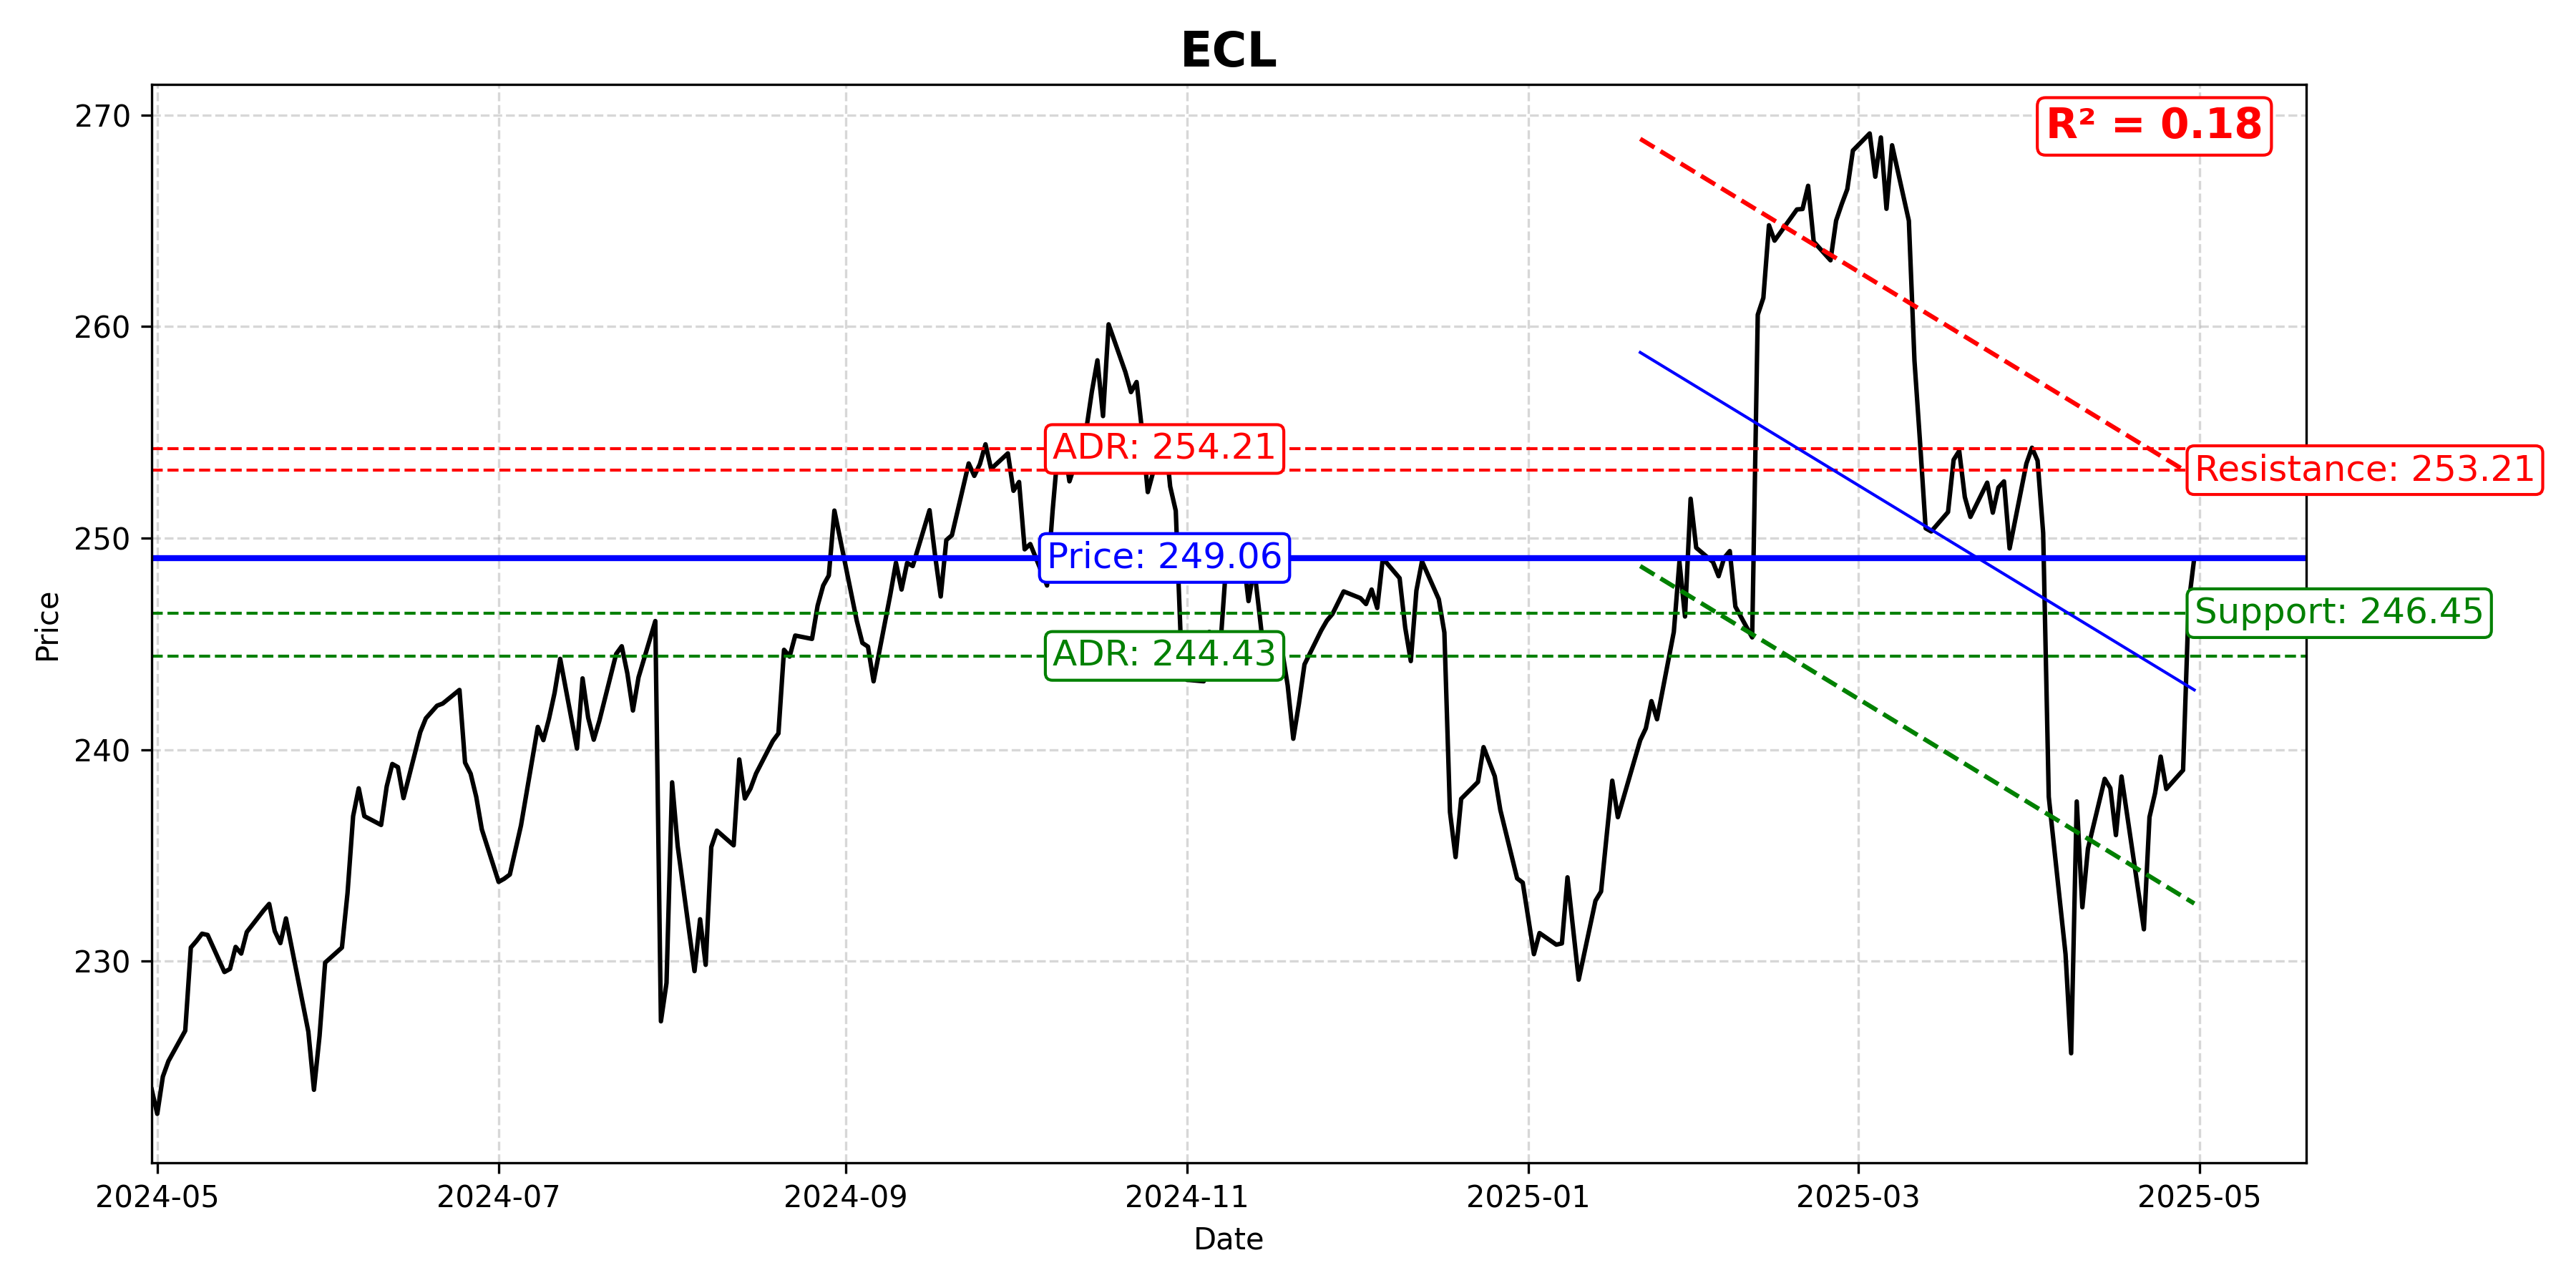 ECL
R² = 0.18
270
260
250
240
230
Price
ADR: 254.21
Resistance: 253.21
Price: 249.06
Support: 246.45
ADR: 244.43
2024-05
2024-07
2024-09
2024-11
2025-01
2025-03
2025-05
Date